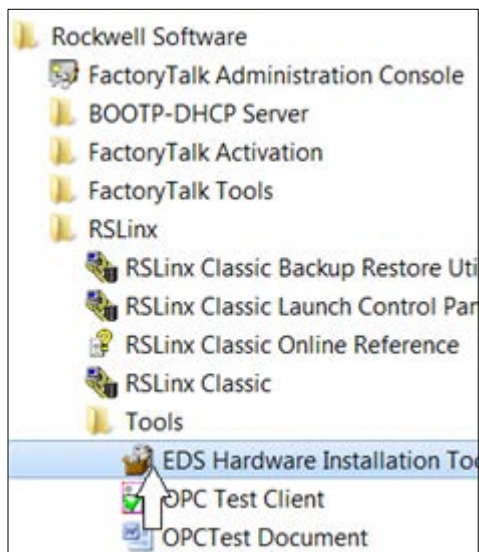 Rockwell Software
FactoryTalk Administration Console
BOOTP-DHCP Server
FactoryTalk Activation
FactoryTalk Tools
RSLinx
RSLinx Classic Backup Restore Uti
RSLinx Classic Launch Control Par
RSLinx Classic Online Reference
RSLinx Classic
Tools
EDS Hardware Installation Too
OPC Test Client
OPCTest Document